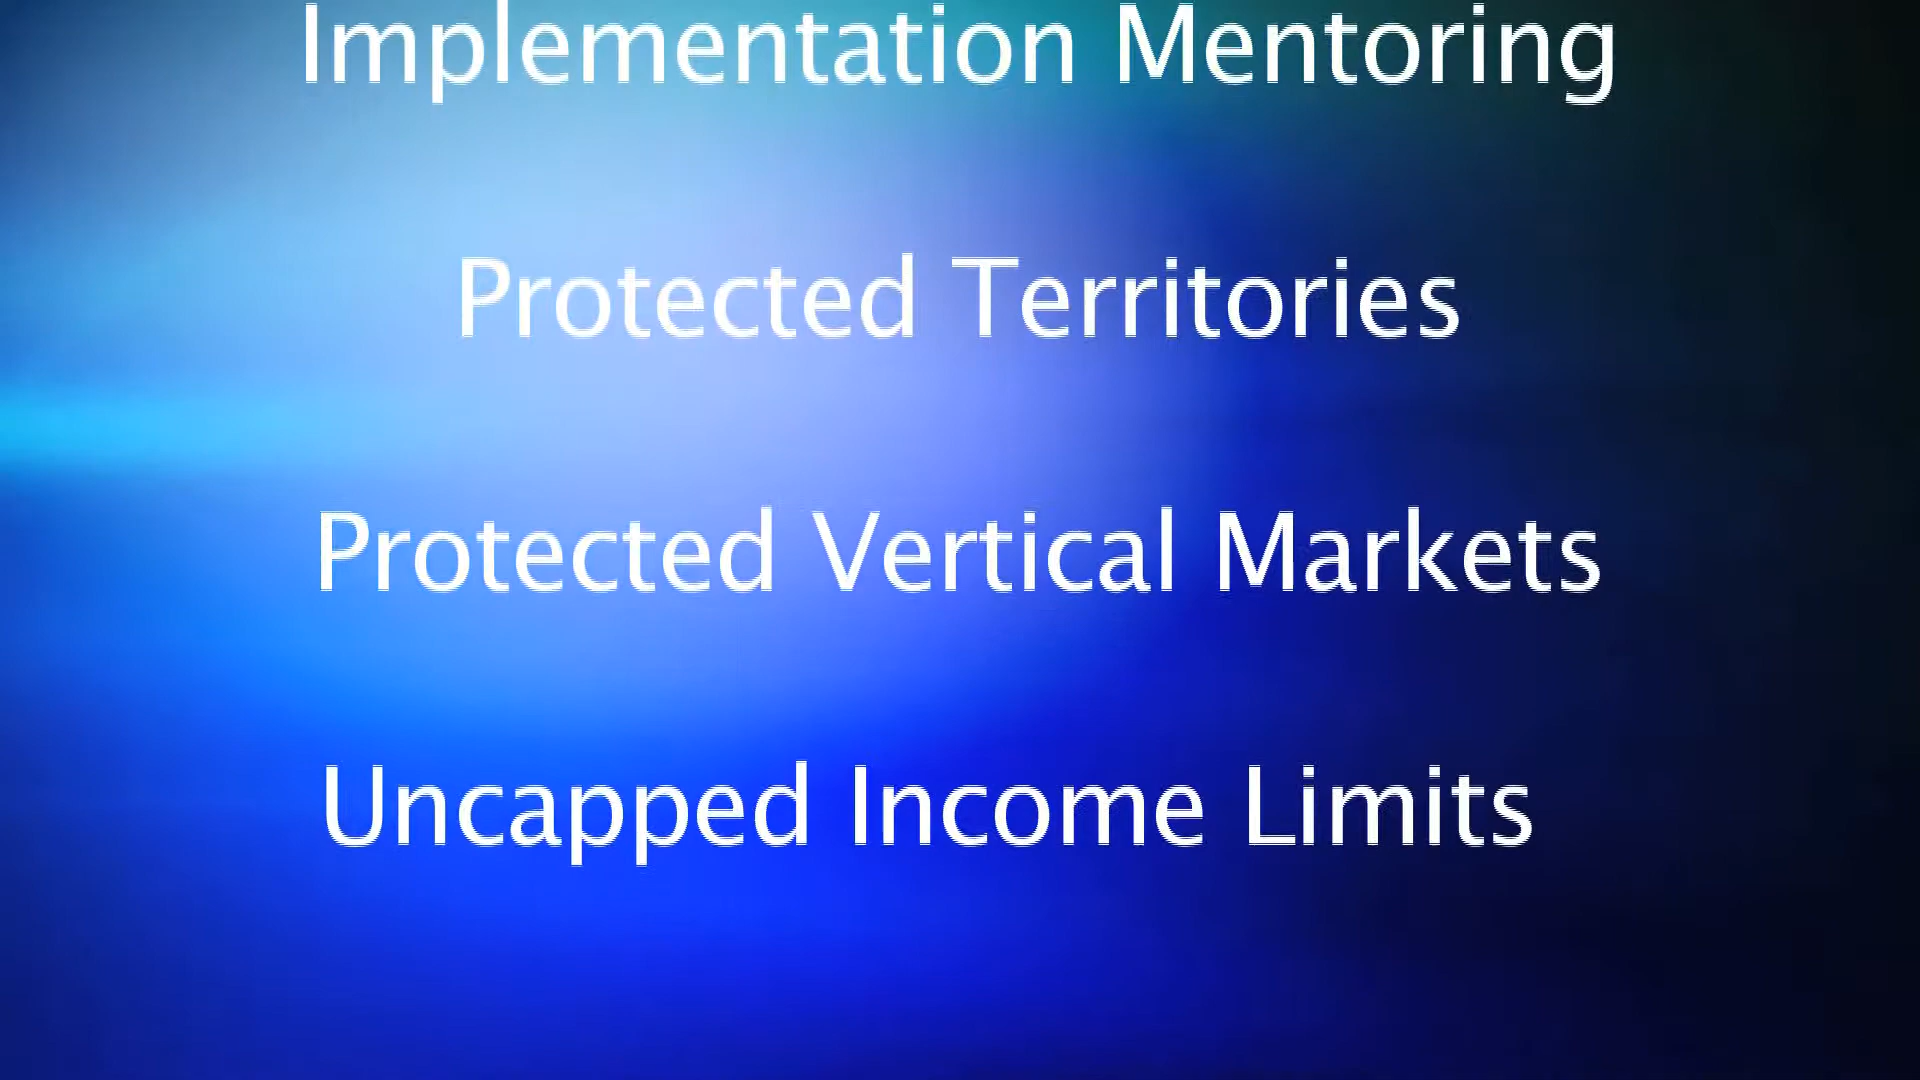 Implementation Mentoring
Protected Territories
Protected Vertical Markets
Uncapped Income Limits